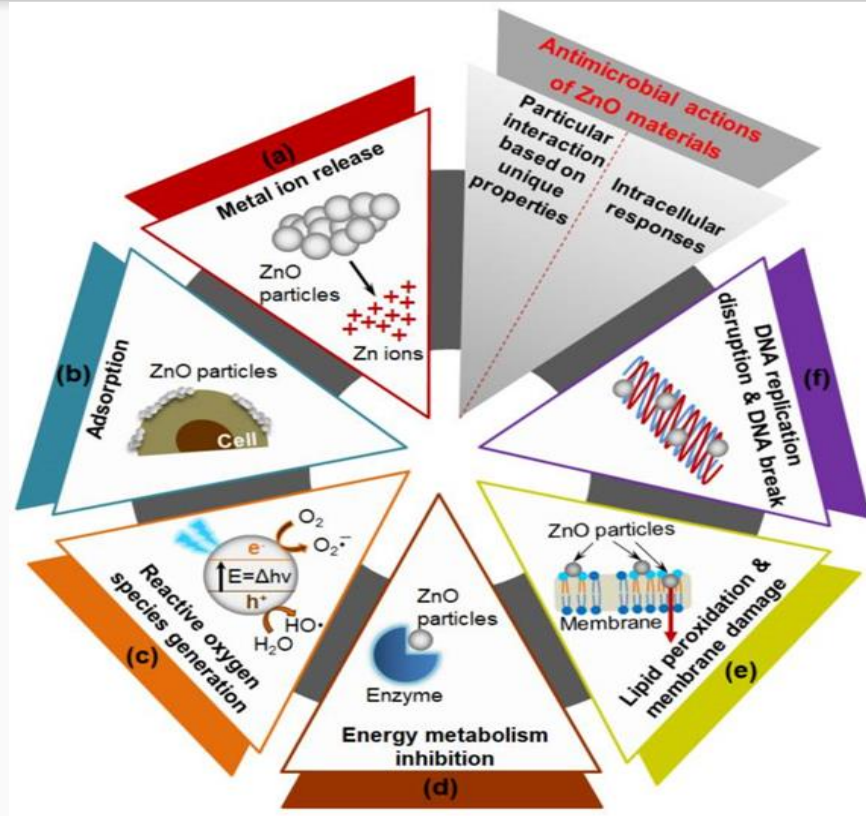 Antimicrobial actions
of ZnO materials
Particular
interaction
based on
unique
properties
Intracellular
responses
(a)
Metal ion release
ZnO
particles
Zn ions
(b)
Adsorption
ZnO particles
Cell
(c)
Reactive oxygen
species generation
e⁻
E=Δhν
h⁺
O₂
O₂•⁻
HO•
H₂O
ZnO
particles
Enzyme
Energy metabolism
inhibition
(d)
ZnO particles
Membrane
Lipid peroxidation &
membrane damage
(e)
DNA replication
disruption & DNA break
(f)